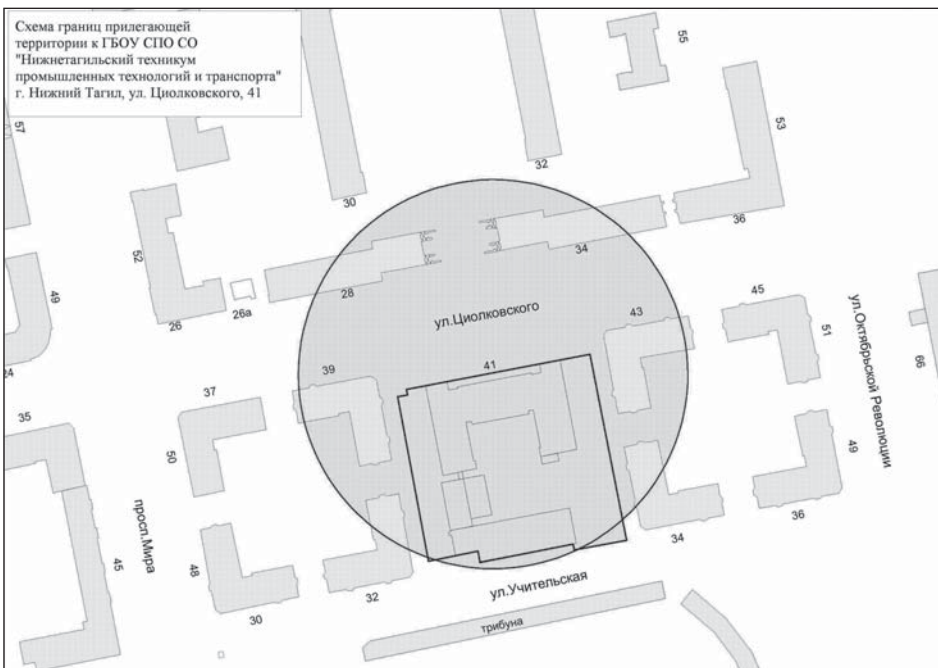 Схема границ прилегающей
территории к ГБОУ СПО СО
"Нижнетагильский техникум
промышленных технологий и транспорта"
г. Нижний Тагил, ул. Циолковского, 41
55
57
53
32
30
36
52
34
28
49
26а
26
45
ул.Циолковского
43
51
ул.Октябрьской Революции
66
41
39
24
37
35
50
49
36
34
просп.Мира
45
48
32
ул.Учительская
30
трибуна